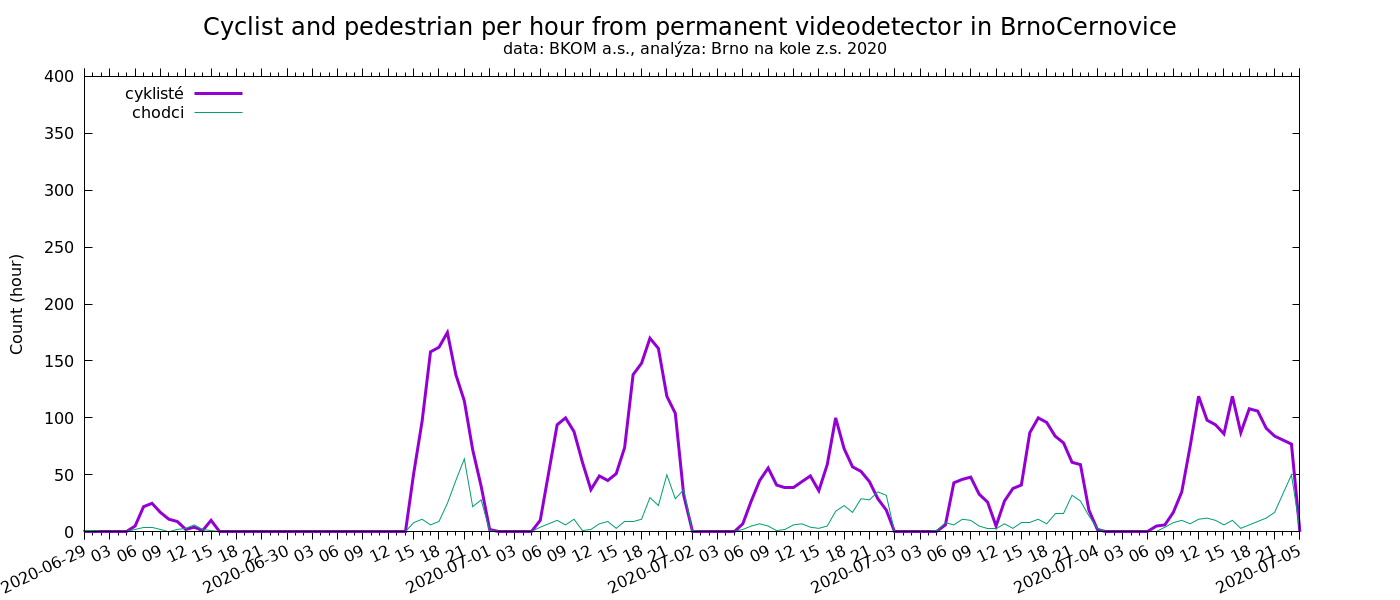 Cyclist and pedestrian per hour from permanent videodetector in BrnoCernovice
data: BKOM a.s., analýza: Brno na kole z.s. 2020
cyklisté
chodci
400
350
300
250
200
150
100
50
0
Count (hour)
2020-06-29 03 06 09 12 15 18 21 2020-06-30 03 06 09 12 15 18 21 2020-07-01 03 06 09 12 15 18 21 2020-07-02 03 06 09 12 15 18 21 2020-07-03 03 06 09 12 15 18 21 2020-07-04 03 06 09 12 15 18 21 2020-07-05